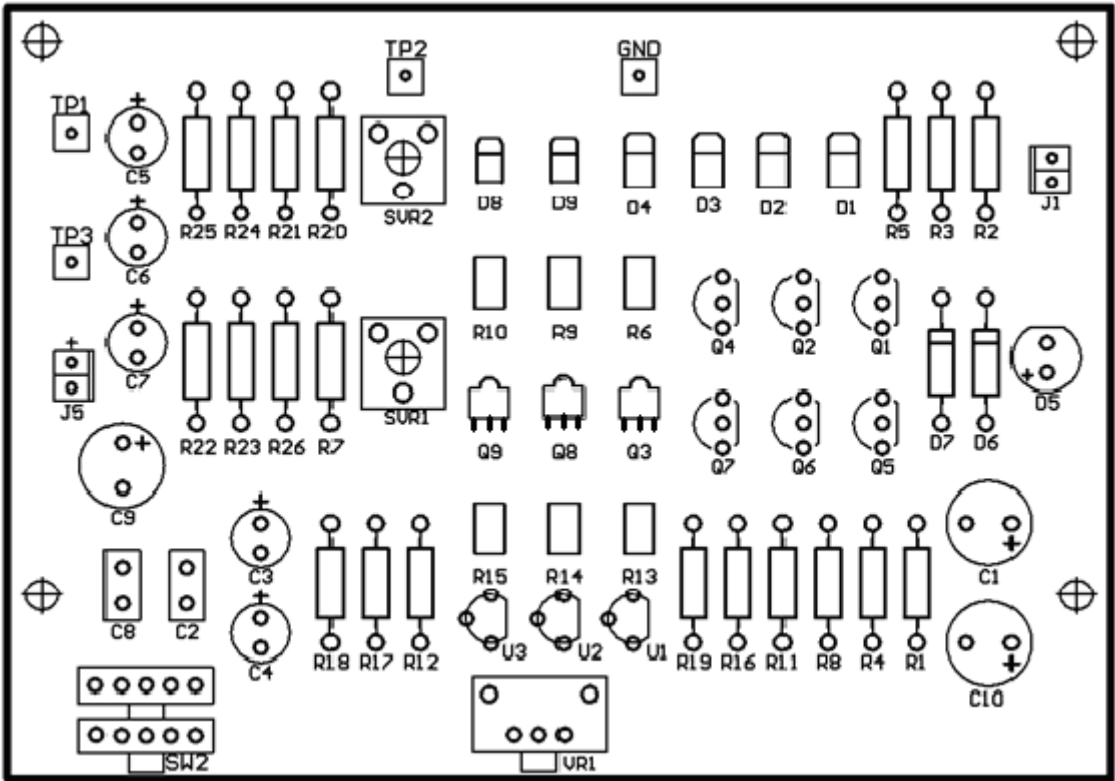 TP2 GND
TP1
C5 D8 D9 D4 D3 D2 D1
SVR2 J1
R25 R24 R21 R20 R5 R3 R2
TP3
C6
R10 R9 R6
Q4 Q2 Q1
C7
J5 SVR1 D5
R22 R23 R26 R7 Q9 Q8 Q3 D7 D6
Q7 Q6 Q5
C9
C3 R15 R14 R13 C1
C8 C2
U3 U2 U1
C4 R18 R17 R12 R19 R16 R11 R8 R4 R1
C10
SW2 VR1